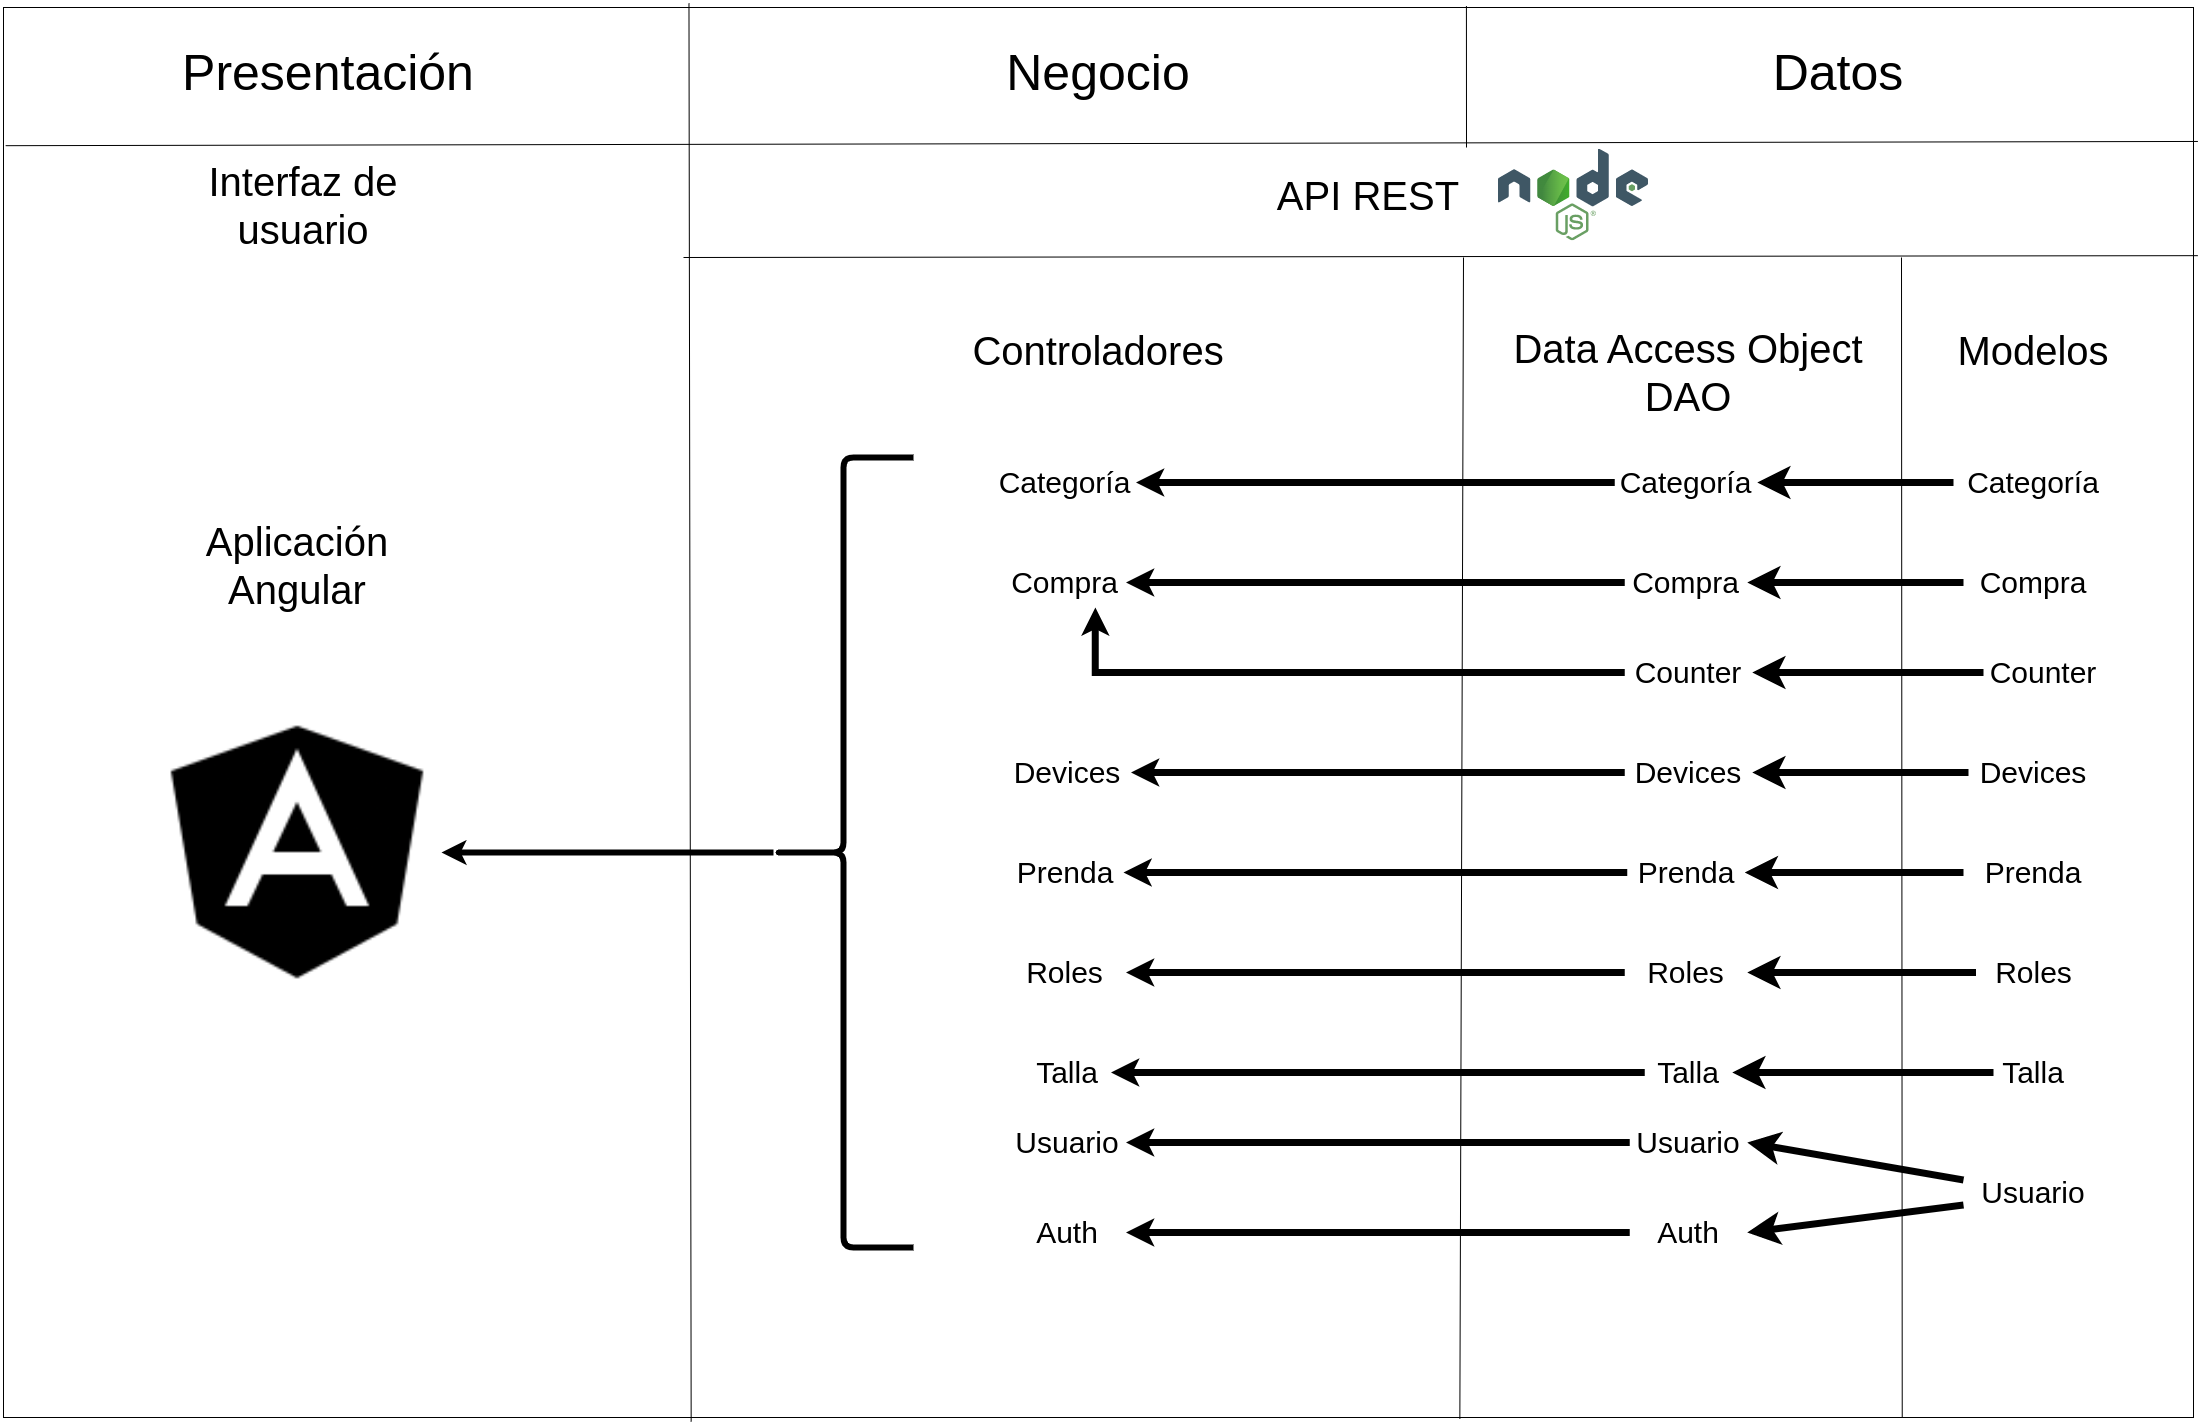 Presentación
Negocio
Datos
Interfaz de
usuario
API REST
node
JS
®
Controladores
Data Access Object
DAO
Modelos
Aplicación
Angular
A
Categoría
Categoría
Categoría
Compra
Compra
Compra
Counter
Counter
Devices
Devices
Devices
Prenda
Prenda
Prenda
Roles
Roles
Roles
Talla
Talla
Talla
Usuario
Usuario
Usuario
Auth
Auth